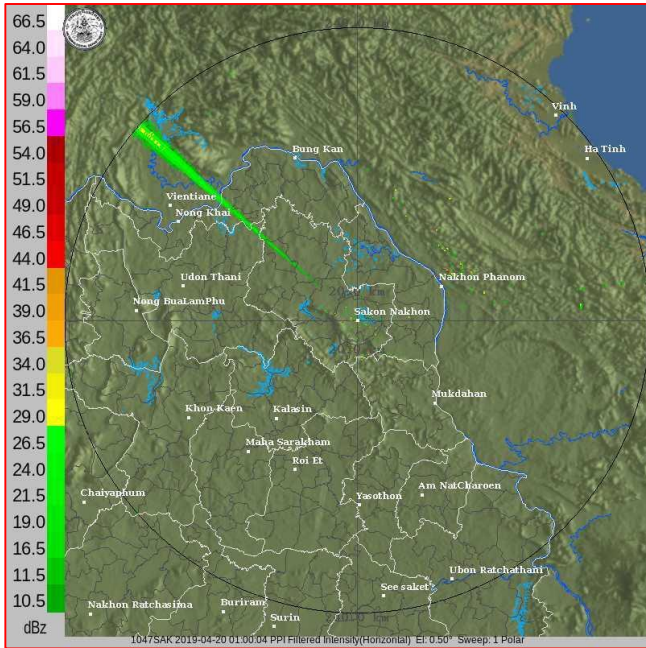 66.5
64.0
61.5
59.0
56.5
54.0
51.5
49.0
46.5
44.0
41.5
39.0
36.5
34.0
31.5
29.0
26.5
24.0
21.5
19.0
16.5
11.5
10.5
dBz
Vinh
Ha Tinh
Bung Kan
Vientiane
Nong Khai
Udon Thani
Nakhon Phanom
Nong BuaLamPhu
Sakon Nakhon
Mukdahan
Khon Kaen
Kalasin
Maha Sarakham
Roi Et
Chaiyaphum
Am NatCharoen
Yasothon
Ubon Ratchathani
See saket
Nakhon Ratchasima
Buriram
Surin
1047SAK 2019-04-20 01:00:04 PPI Filtered Intensity(Horizontal) El: 0.50° Sweep: 1 Polar